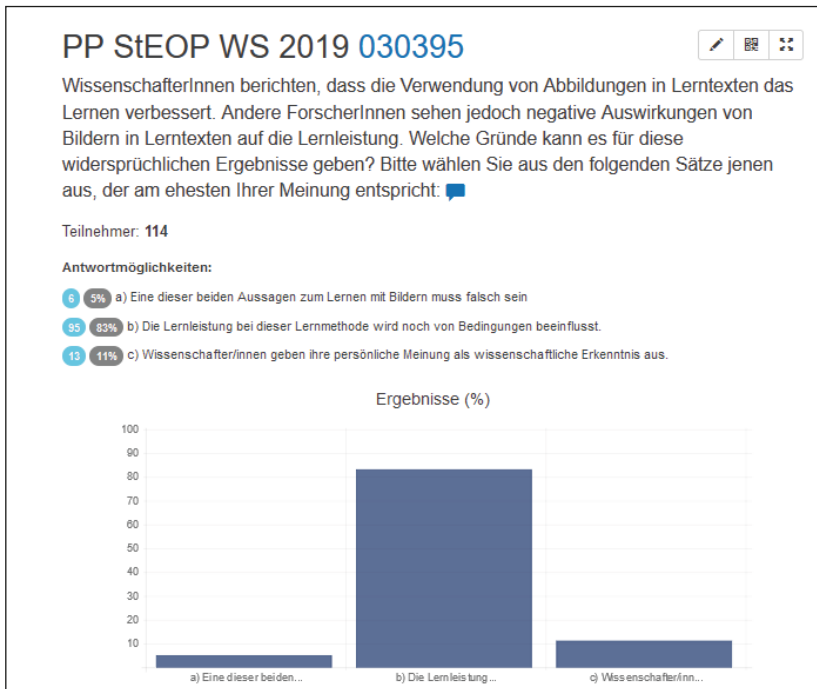 PP StEOP WS 2019 030395
WissenschafterInnen berichten, dass die Verwendung von Abbildungen in Lerntexten das
Lernen verbessert. Andere ForscherInnen sehen jedoch negative Auswirkungen von
Bildern in Lerntexten auf die Lernleistung. Welche Gründe kann es für diese
widersprüchlichen Ergebnisse geben? Bitte wählen Sie aus den folgenden Sätze jenen
aus, der am ehesten Ihrer Meinung entspricht:
Teilnehmer: 114
Antwortmöglichkeiten:
6 5% a) Eine dieser beiden Aussagen zum Lernen mit Bildern muss falsch sein
95 83% b) Die Lernleistung bei dieser Lernmethode wird noch von Bedingungen beeinflusst.
13 11% c) Wissenschafter/innen geben ihre persönliche Meinung als wissenschaftliche Erkenntnis aus.
Ergebnisse (%)
100
90
80
70
60
50
40
30
20
10
a) Eine dieser beiden... b) Die Lernleistung... c) Wissenschafter/inn...